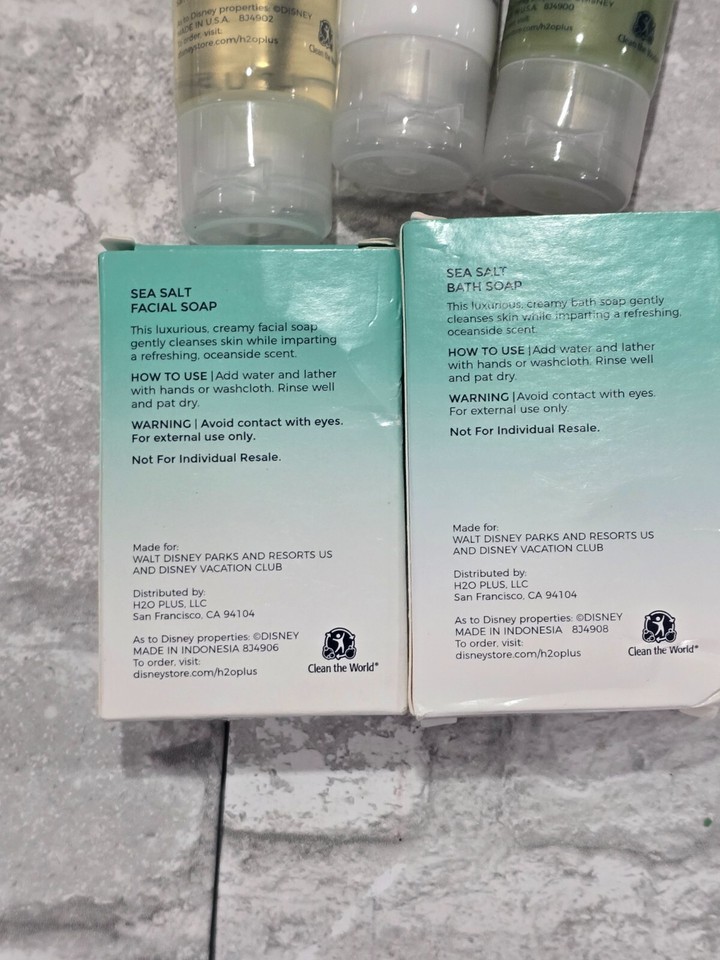 As to Disney properties: ©DISNEY
MADE IN U.S.A. 8J4902
To order, visit:
disneystore.com/h2oplus
Clean the
8J4900
SEA SALT
FACIAL SOAP
This luxurious, creamy facial soap
gently cleanses skin while imparting
a refreshing, oceanside scent.
HOW TO USE | Add water and lather
with hands or washcloth. Rinse well
and pat dry.
WARNING | Avoid contact with eyes.
For external use only.
Not For Individual Resale.
Made for:
WALT DISNEY PARKS AND RESORTS US
AND DISNEY VACATION CLUB
Distributed by:
H2O PLUS, LLC
San Francisco, CA 94104
As to Disney properties: ©DISNEY
MADE IN INDONESIA 8J4906
To order, visit:
disneystore.com/h2oplus
Clean the World®
SEA SALT
BATH SOAP
This luxurious, creamy bath soap gently
cleanses skin while imparting a refreshing,
oceanside scent.
HOW TO USE | Add water and lather
with hands or washcloth. Rinse well
and pat dry.
WARNING | Avoid contact with eyes.
For external use only.
Not For Individual Resale.
Made for:
WALT DISNEY PARKS AND RESORTS US
AND DISNEY VACATION CLUB
Distributed by:
H2O PLUS, LLC
San Francisco, CA 94104
As to Disney properties: ©DISNEY
MADE IN INDONESIA 8J4908
To order, visit:
disneystore.com/h2oplus
Clean the World®